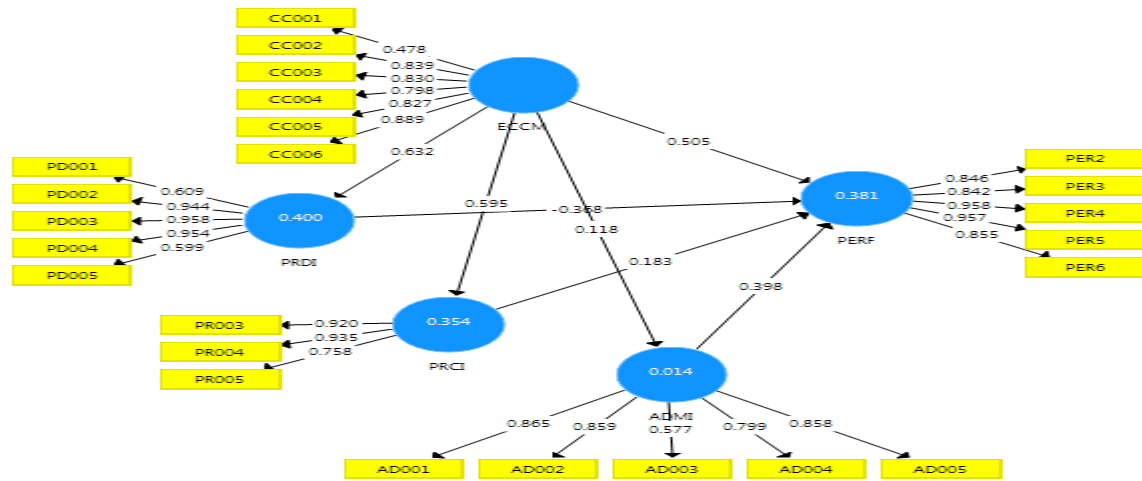 CC001
CC002
CC003
CC004
CC005
CC006
0.478
0.839
0.830
0.798
0.827
0.889
ECCM
0.632
0.595
0.505
-0.368
0.118
PD001
PD002
PD003
PD004
PD005
0.609
0.944
0.958
0.954
0.599
0.400
PRDI
0.381
PERF
0.846
0.842
0.958
0.957
0.855
PER2
PER3
PER4
PER5
PER6
0.183
0.398
PR003
PR004
PR005
0.920
0.935
0.758
0.354
PRCI
0.014
ADMI
0.865
0.859
0.577
0.799
0.858
AD001
AD002
AD003
AD004
AD005